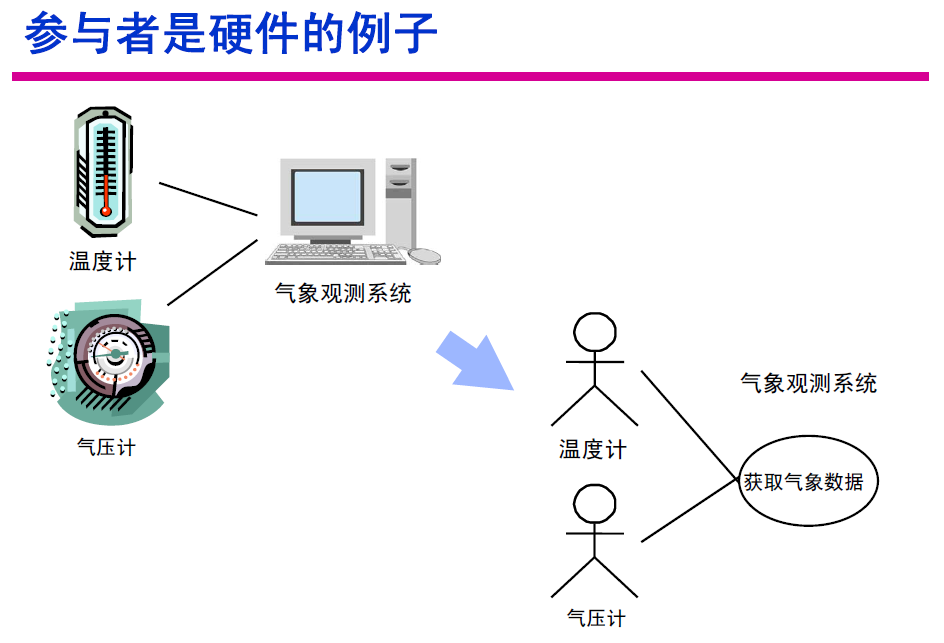 参与者是硬件的例子
温度计
气象观测系统
气压计
气象观测系统
温度计
获取气象数据
气压计